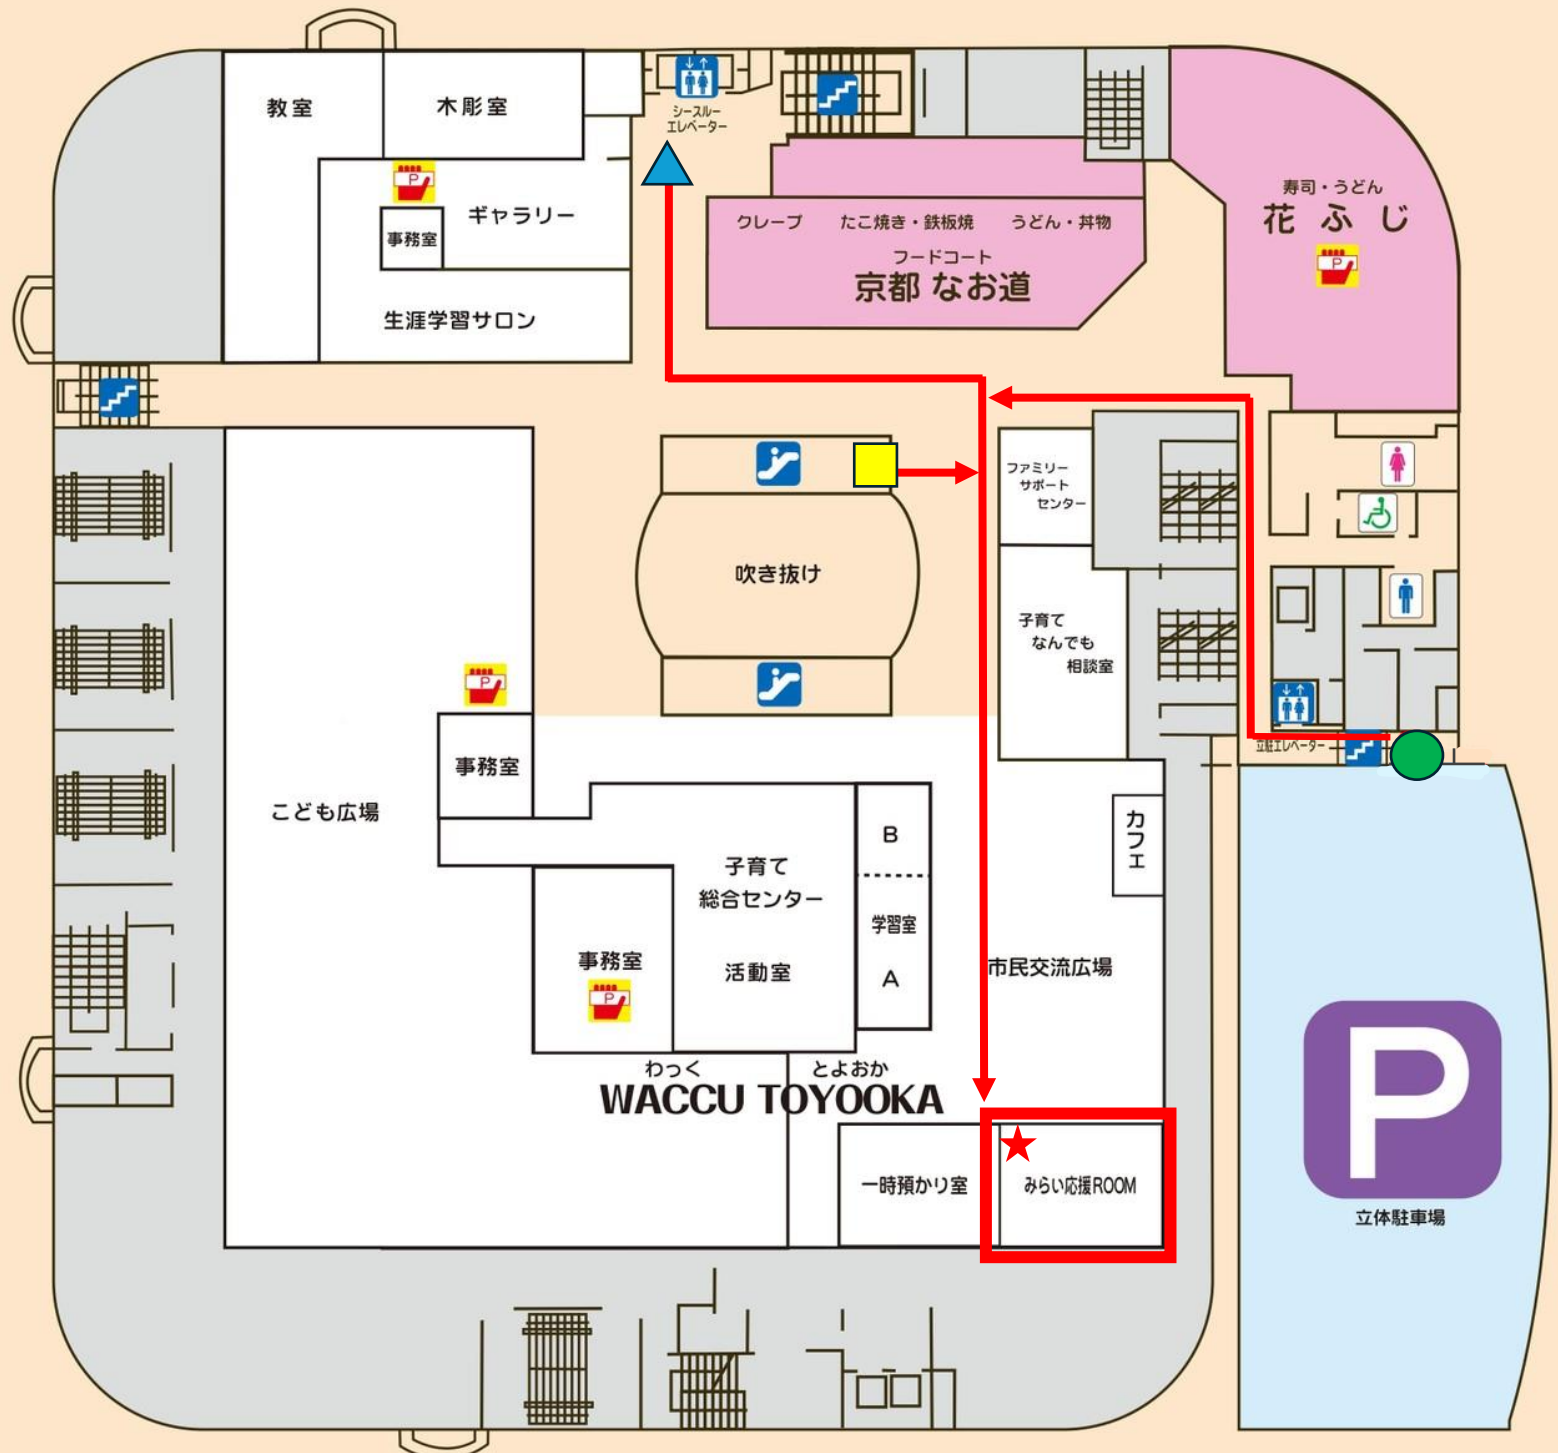 教室
木彫室
シースルー
エレベーター
P
ギャラリー
事務室
生涯学習サロン
クレープ
たこ焼き・鉄板焼
うどん・丼物
フードコート
京都 なお道
寿司・うどん
花 ふ じ
P
ファミリー
サポート
センター
吹き抜け
子育て
なんでも
相談室
P
事務室
こども広場
立駐エレベーター
カフェ
B
学習室
A
子育て
総合センター
活動室
事務室
P
市民交流広場
わっく とよおか
WACCU TOYOOKA
一時預かり室
みらい応援ROOM
P
立体駐車場